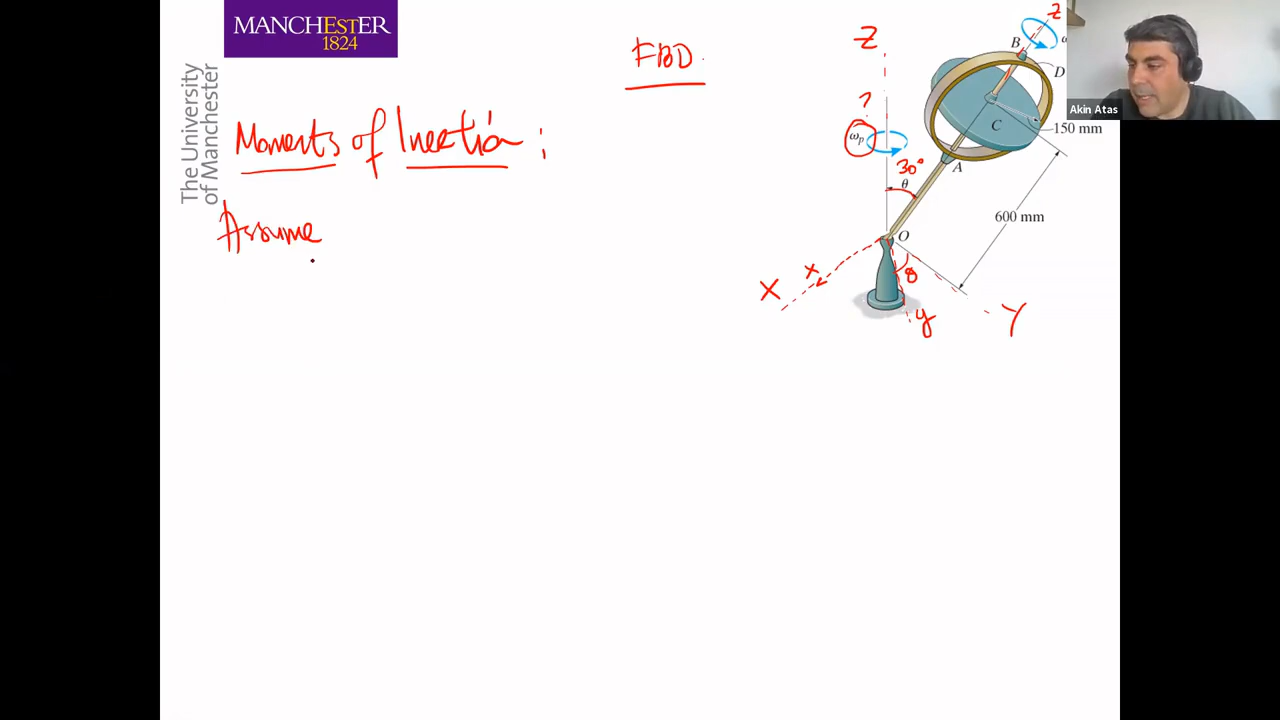 MANCHESTER
1824
The University
of Manchester
FBD.
Moments of Inertia:
Assume
Z
Z
B
ω
D
Akin Atas
?
C
150 mm
ωp
30°
A
θ
600 mm
O
X
x
θ
y
Y